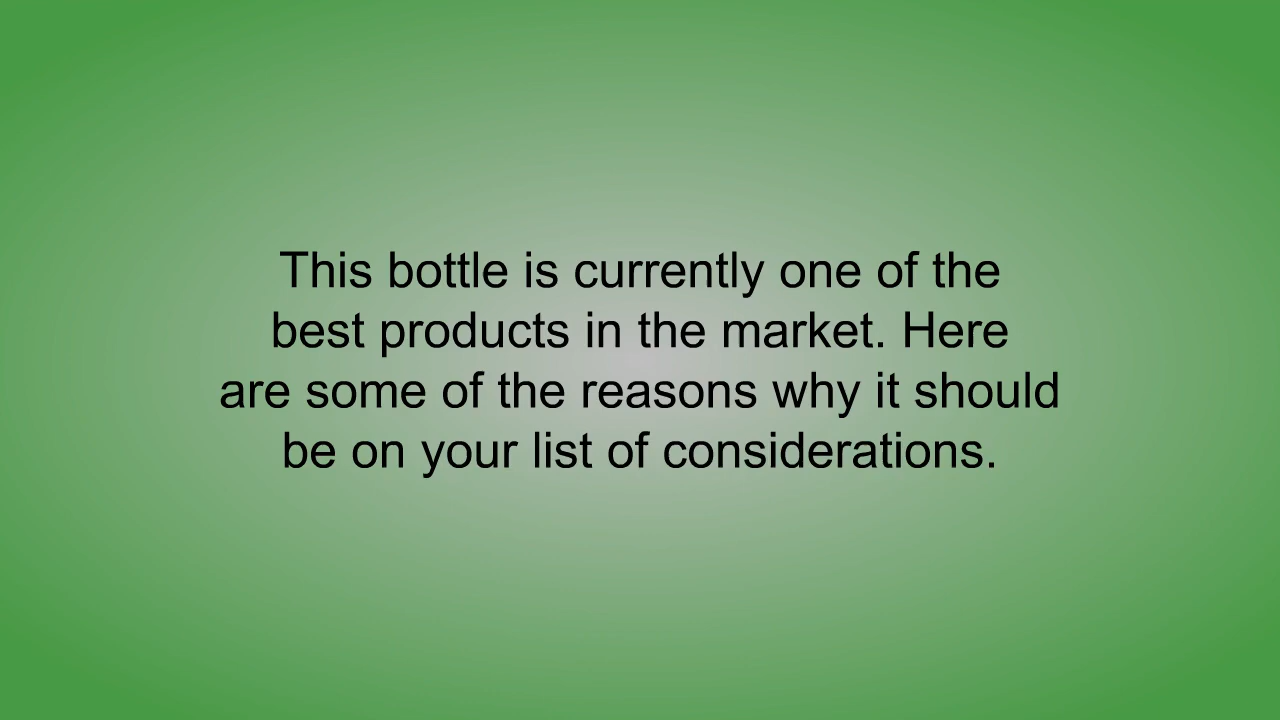 This bottle is currently one of the
best products in the market. Here
are some of the reasons why it should
be on your list of considerations.